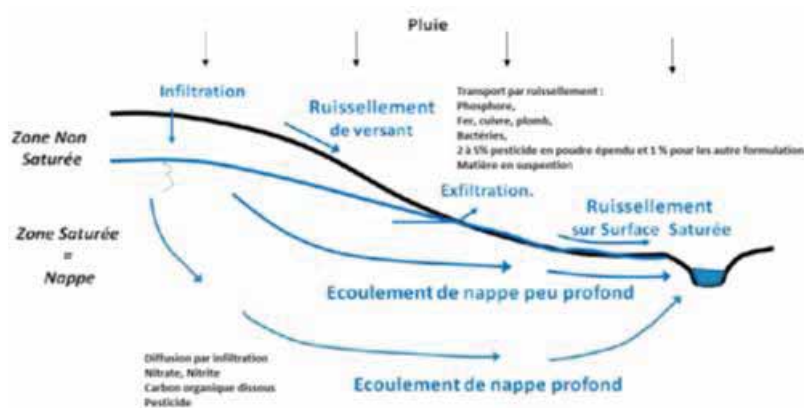 Pluie
Infiltration
Ruissellement
de versant
Transport par ruissellement :
Phosphore,
Fer, cuivre, plomb,
Bactéries,
2 à 5% pesticide en poudre épendu et 1 % pour les autre formulation
Matière en suspention
Zone Non
Saturée
Exfiltration.
Ruissellement
sur Surface Saturée
Zone Saturée
=
Nappe
Ecoulement de nappe peu profond
Diffusion par infiltration
Nitrate, Nitrite
Carbon organique dissous
Pesticide
Ecoulement de nappe profond